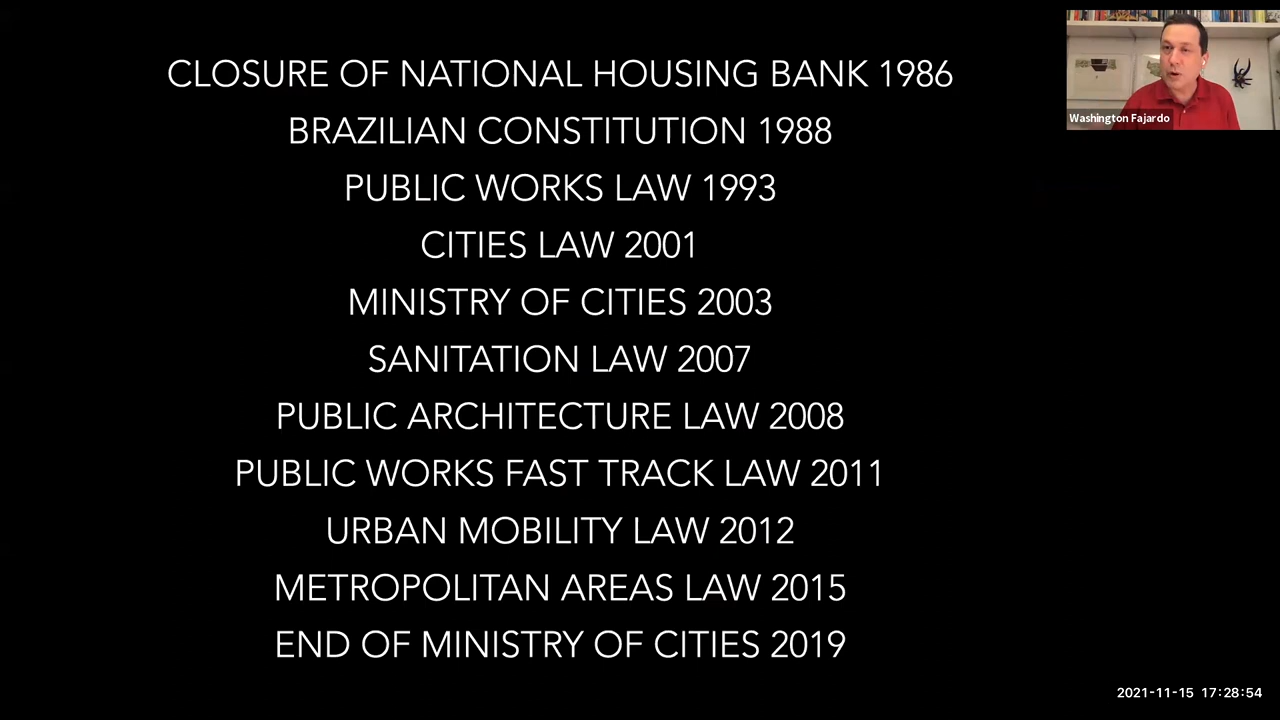 CLOSURE OF NATIONAL HOUSING BANK 1986
BRAZILIAN CONSTITUTION 1988
PUBLIC WORKS LAW 1993
CITIES LAW 2001
MINISTRY OF CITIES 2003
SANITATION LAW 2007
PUBLIC ARCHITECTURE LAW 2008
PUBLIC WORKS FAST TRACK LAW 2011
URBAN MOBILITY LAW 2012
METROPOLITAN AREAS LAW 2015
END OF MINISTRY OF CITIES 2019
Washington Fajardo
2021-11-15 17:28:54